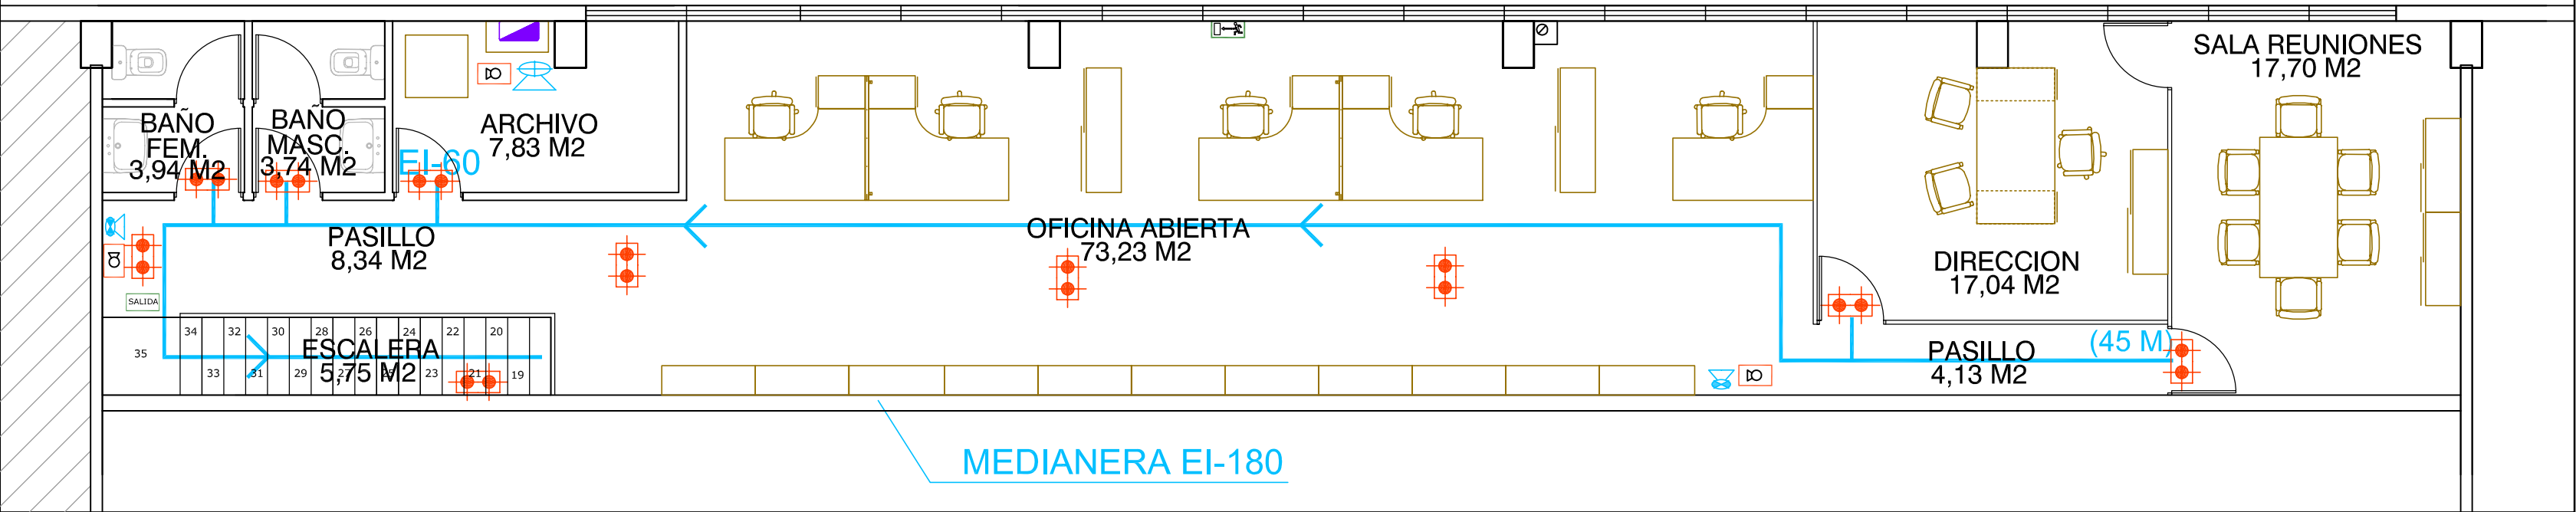 SALA REUNIONES
17,70 M2
BAÑO
FEM.
3,94 M2
BAÑO
MASC.
3,74 M2
ARCHIVO
7,83 M2
EI-60
PASILLO
8,34 M2
OFICINA ABIERTA
73,23 M2
DIRECCION
17,04 M2
SALIDA
34 32 30 28 26 24 22 20
35
ESCALERA
5,75 M2
33 31 29 27 25 23 21 19
PASILLO
4,13 M2
(45 M)
MEDIANERA EI-180